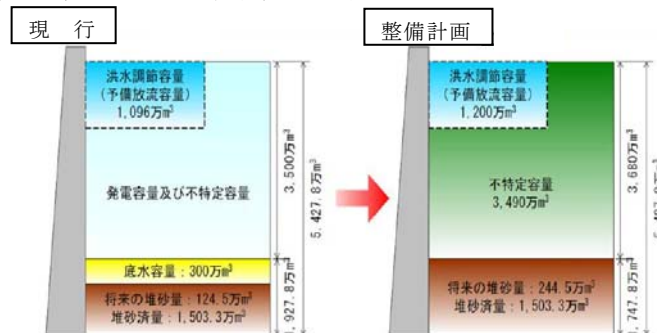 現 行
洪水調節容量
(予備放流容量)
1,096万m³
発電容量及び不特定容量
底水容量:300万m³
将来の堆砂量:124.5万m³
堆砂済量:1,503.3万m³
3,500万m³
5,427.8万m³
,927.8万m³
整備計画
洪水調節容量
(予備放流容量)
1,200万m³
不特定容量
3,490万m³
将来の堆砂量:244.5万m³
堆砂済量:1,503.3万m³
3,680万m³
,747.8万m³